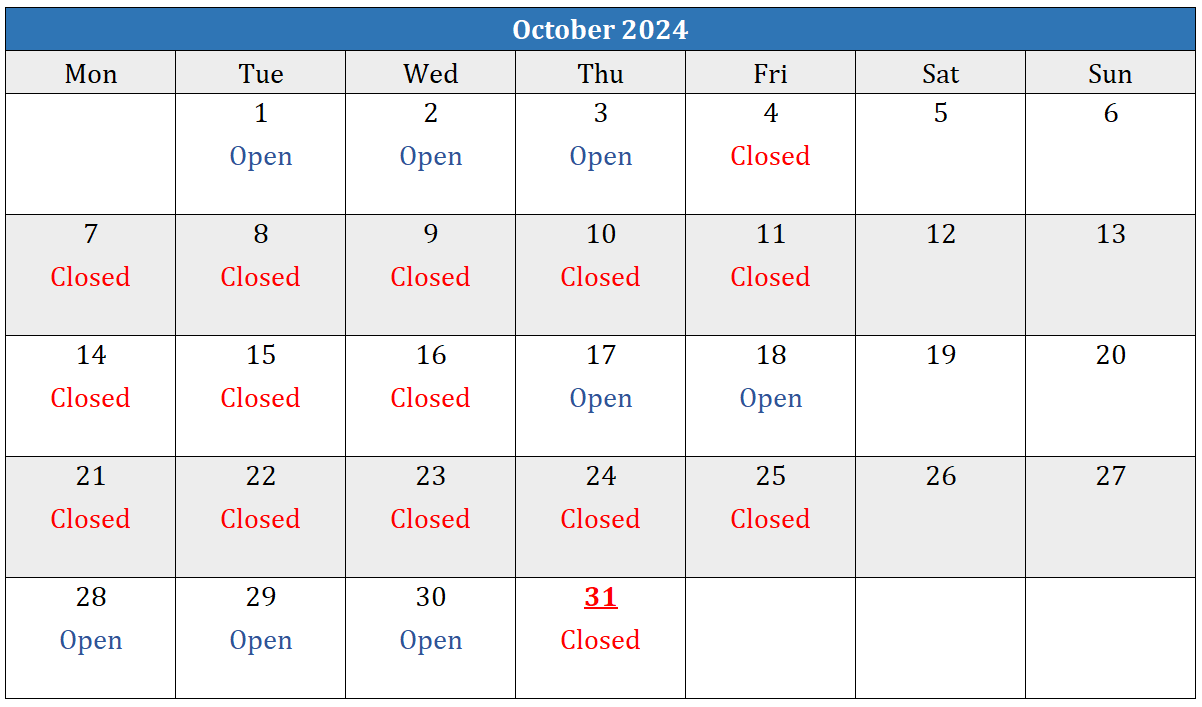 October 2024
Mon Tue Wed Thu Fri Sat Sun
1 2 3 4 5 6
Open Open Open Closed
7 8 9 10 11 12 13
Closed Closed Closed Closed Closed
14 15 16 17 18 19 20
Closed Closed Closed Open Open
21 22 23 24 25 26 27
Closed Closed Closed Closed Closed
28 29 30 31
Open Open Open Closed